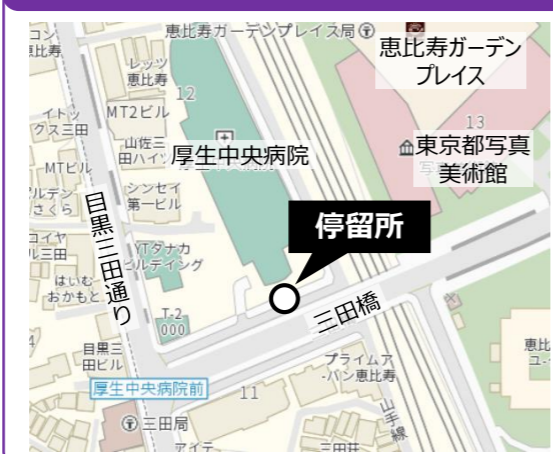 恵比寿ガーデンプレイス局
恵比寿ガーデン
プレイス
レッツ
恵比寿
12
MT2ビル
山佐三
田ハイツ
厚生中央病院
13
東京都写真
美術館
MTビル
シンセイ
第一ビル
目黒三田通り
YTタナカ
ビルディング
停留所
はいむ
おかもと
T-2
000
三田橋
目黒三
田ビル
プライムア
-バン恵比寿
厚生中央病院前
11
三田局
山手線
アイテ
三田荘